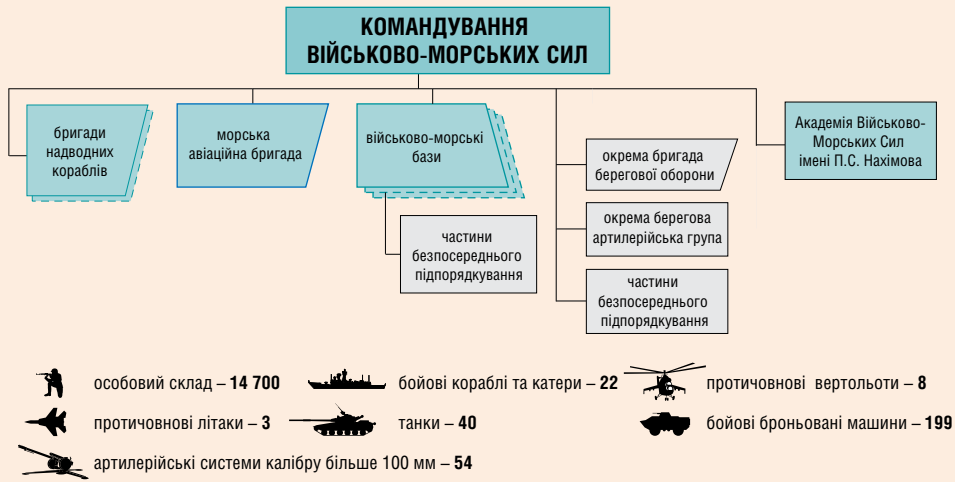 КОМАНДУВАННЯ
ВІЙСЬКОВО-МОРСЬКИХ СИЛ
бригади
надводних
кораблів
морська
авіаційна бригада
військово-морські
бази
частини
безпосереднього
підпорядкування
окрема бригада
берегової оборони
окрема берегова
артилерійська група
частини
безпосереднього
підпорядкування
Академія Військово-
Морських Сил
імені П.С. Нахімова
особовий склад – 14 700
бойові кораблі та катери – 22
протичовнові вертольоти – 8
протичовнові літаки – 3
танки – 40
бойові броньовані машини – 199
артилерійські системи калібру більше 100 мм – 54